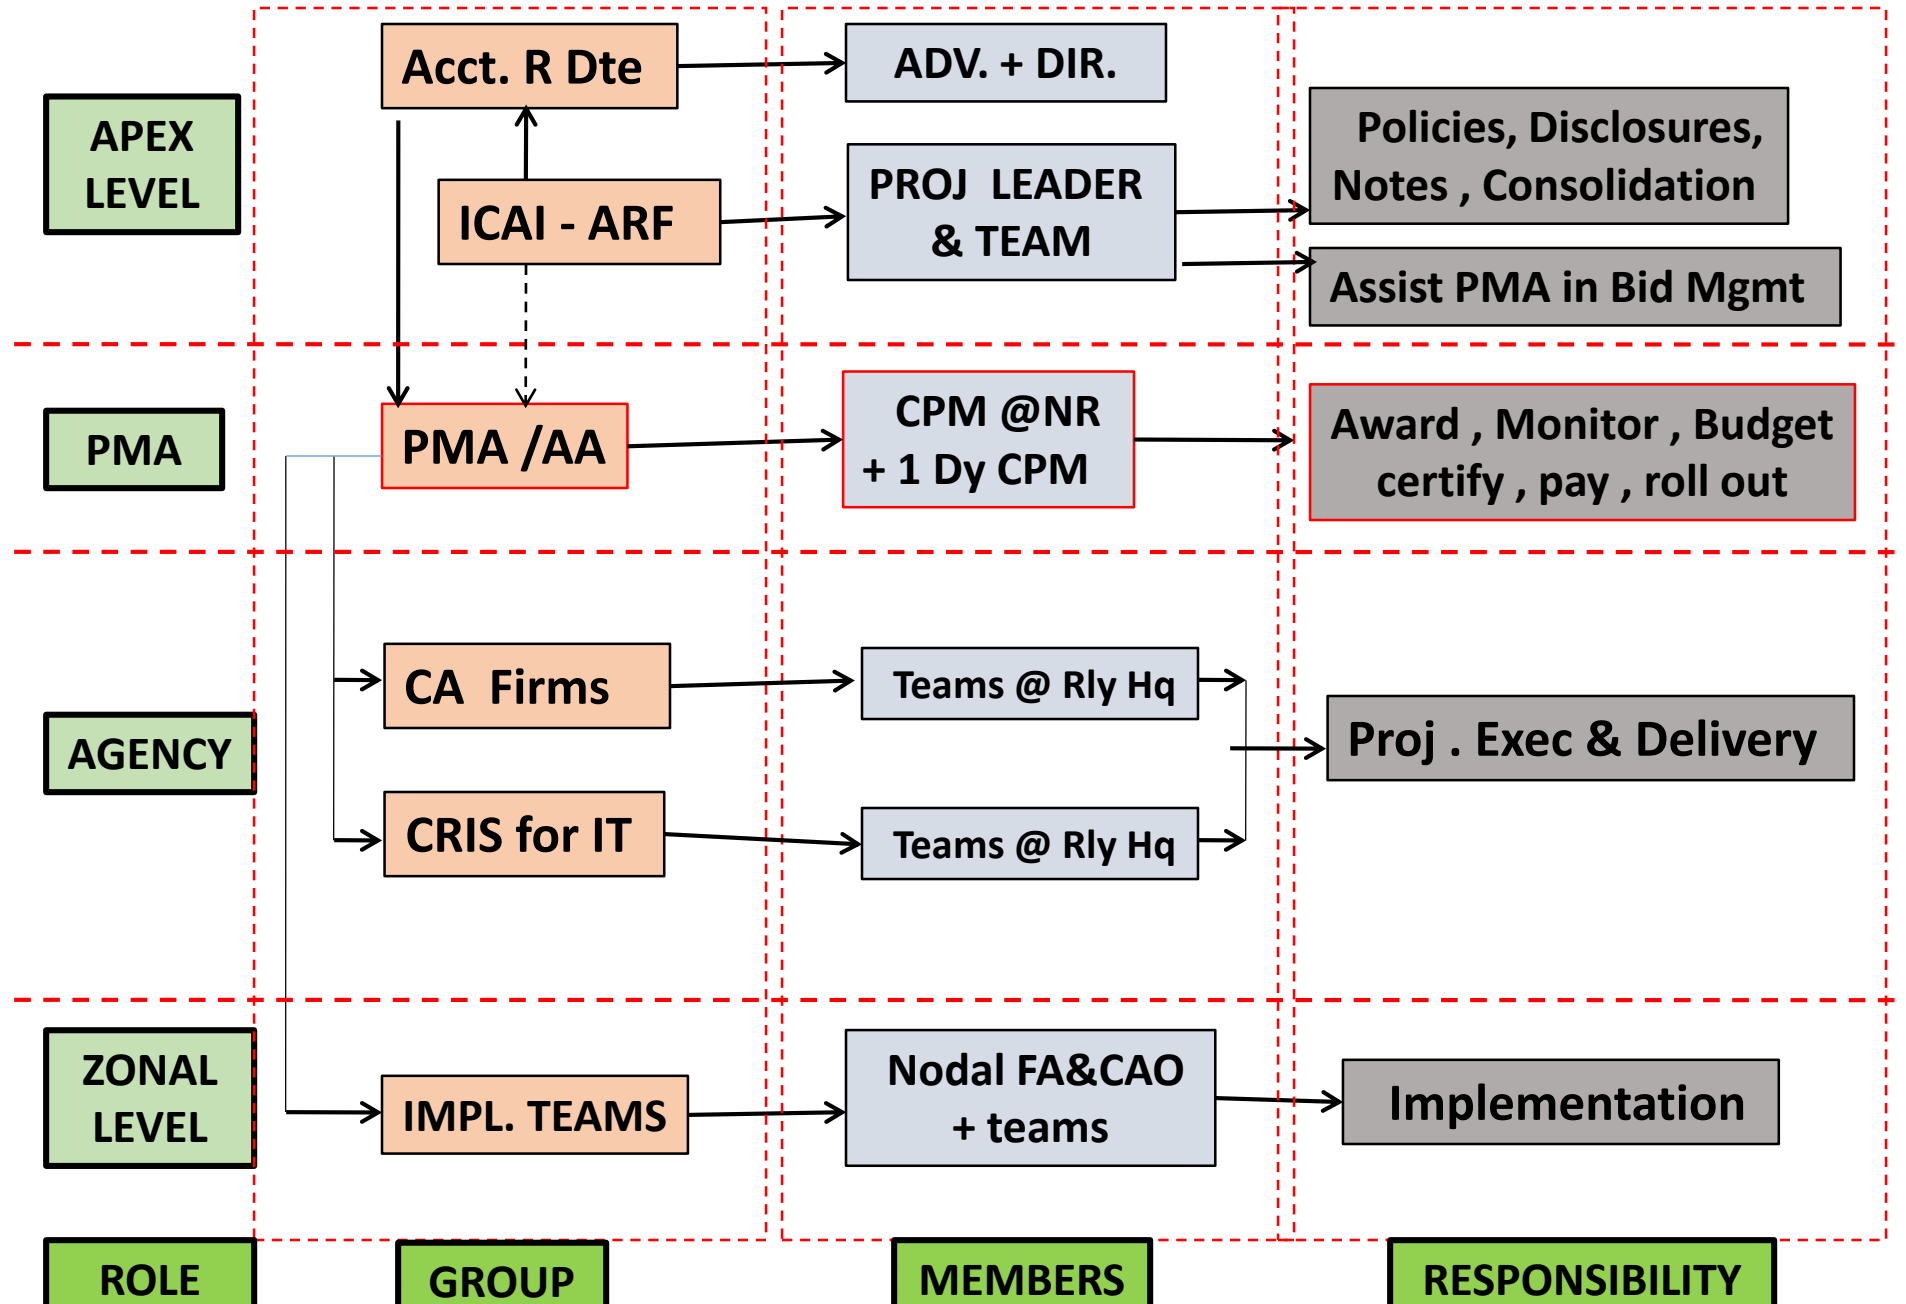 Acct. R Dte
ADV. + DIR.
APEX
LEVEL
Policies, Disclosures,
Notes , Consolidation
ICAI - ARF
PROJ LEADER
& TEAM
Assist PMA in Bid Mgmt
PMA
PMA /AA
CPM @NR
+ 1 Dy CPM
Award , Monitor , Budget
certify , pay , roll out
AGENCY
CA Firms
Teams @ Rly Hq
Proj . Exec & Delivery
CRIS for IT
Teams @ Rly Hq
ZONAL
LEVEL
IMPL. TEAMS
Nodal FA&CAO
+ teams
Implementation
ROLE
GROUP
MEMBERS
RESPONSIBILITY